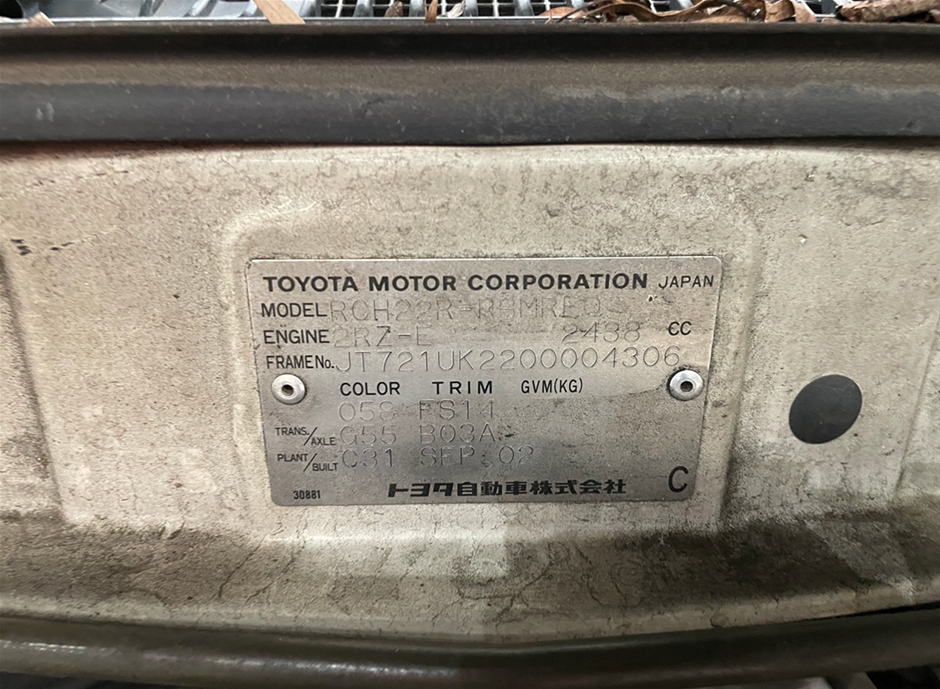 TOYOTA MOTOR CORPORATION JAPAN
MODEL RCH22R-RBMREQ
ENGINE 2RZ-E 2438 CC
FRAME No. JT721UK2200004306
COLOR TRIM GVM(KG)
058 FS14
TRANS./AXLE G55 B03A
PLANT/BUILT C31 SEP.02
30881 トヨタ自動車株式会社 C